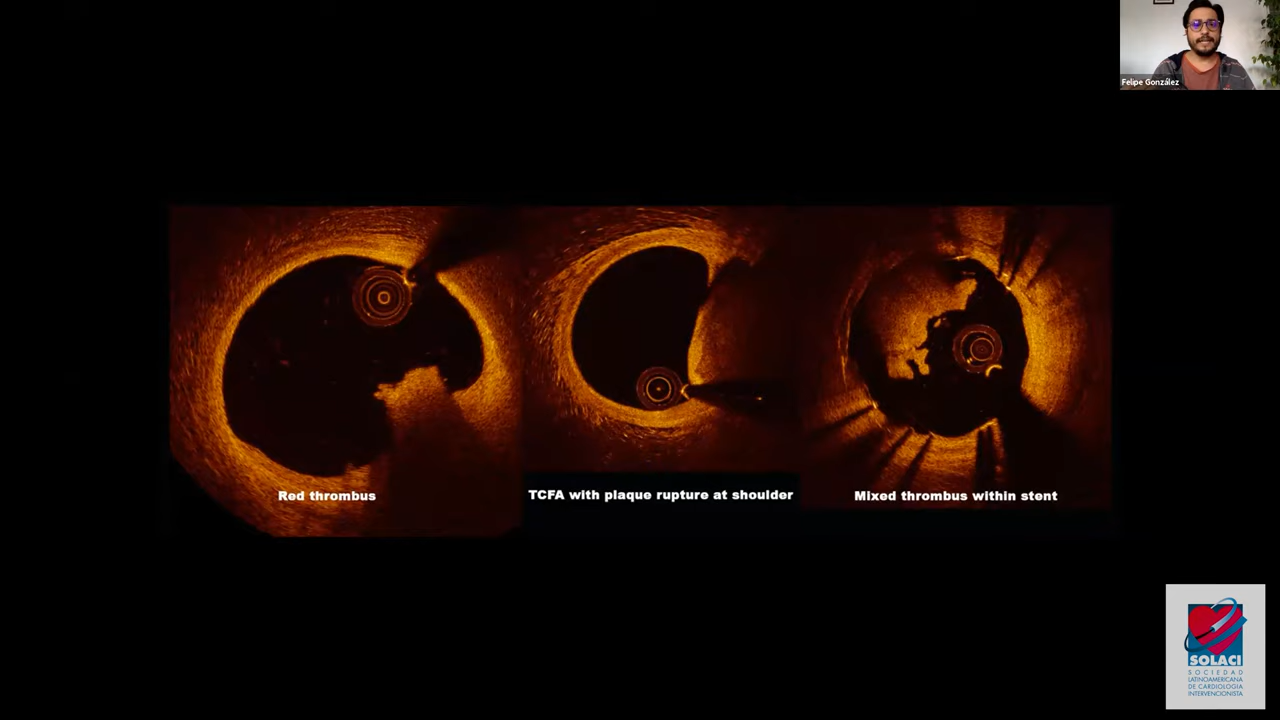 Felipe González
Red thrombus
TCFA with plaque rupture at shoulder
Mixed thrombus within stent
SOLACI
SOCIEDAD
LATINOAMERICANA
DE CARDIOLOGIA
INTERVENCIONISTA